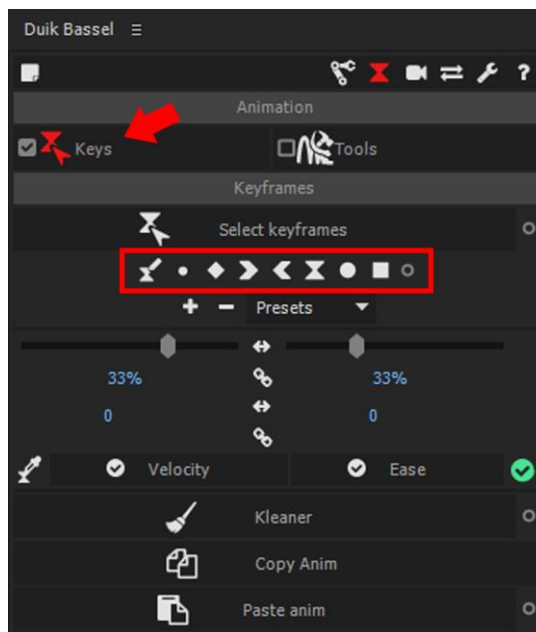 Duik Bassel
?
Animation
Keys
Tools
Keyframes
Select keyframes
+ - Presets
33% 33%
0 0
Velocity Ease
Kleaner
Copy Anim
Paste anim